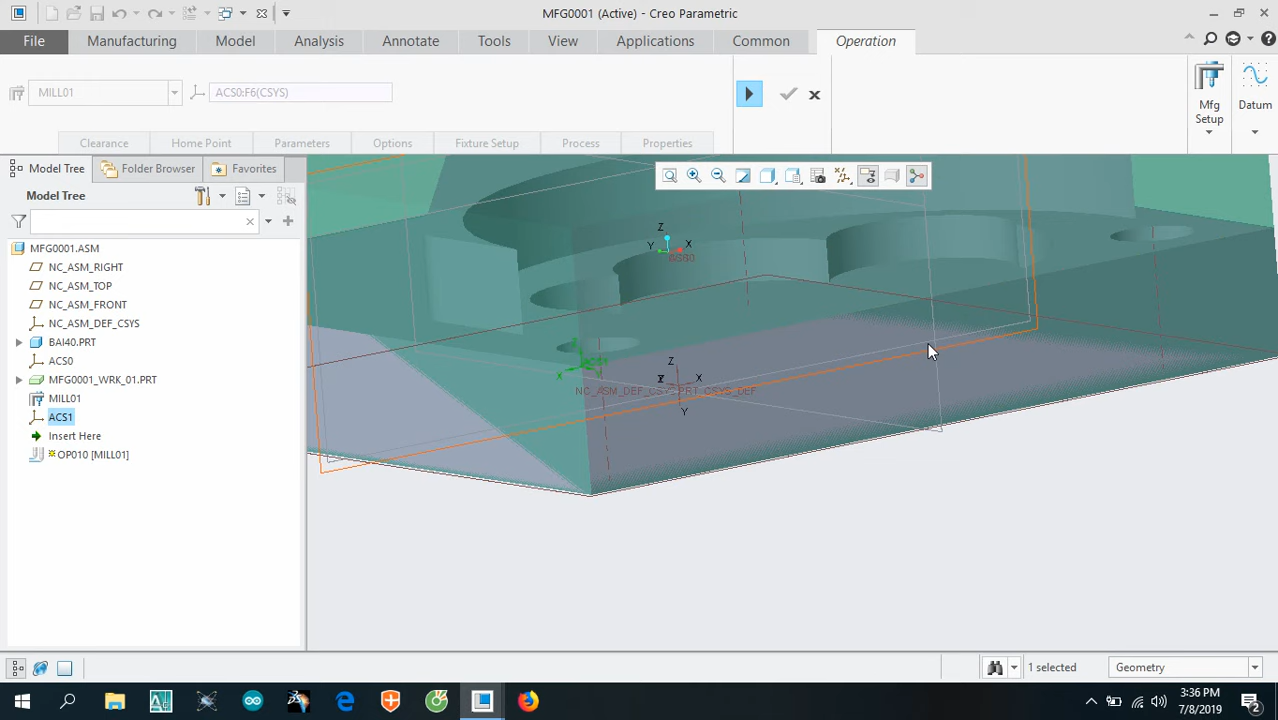 MFG0001 (Active) - Creo Parametric
File Manufacturing Model Analysis Annotate Tools View Applications Common Operation
MILL01 ACS0:F6(CSYS)
Mfg Setup Datum
Clearance Home Point Parameters Options Fixture Setup Process Properties
Model Tree Folder Browser Favorites
Model Tree
MFG0001.ASM
NC_ASM_RIGHT
NC_ASM_TOP
NC_ASM_FRONT
NC_ASM_DEF_CSYS
BAI40.PRT
ACS0
MFG0001_WRK_01.PRT
MILL01
ACS1
Insert Here
OP010 [MILL01]
Z
Y X
ACS0
Z
X
Z X
Y
1 selected Geometry
3:36 PM
7/8/2019
2